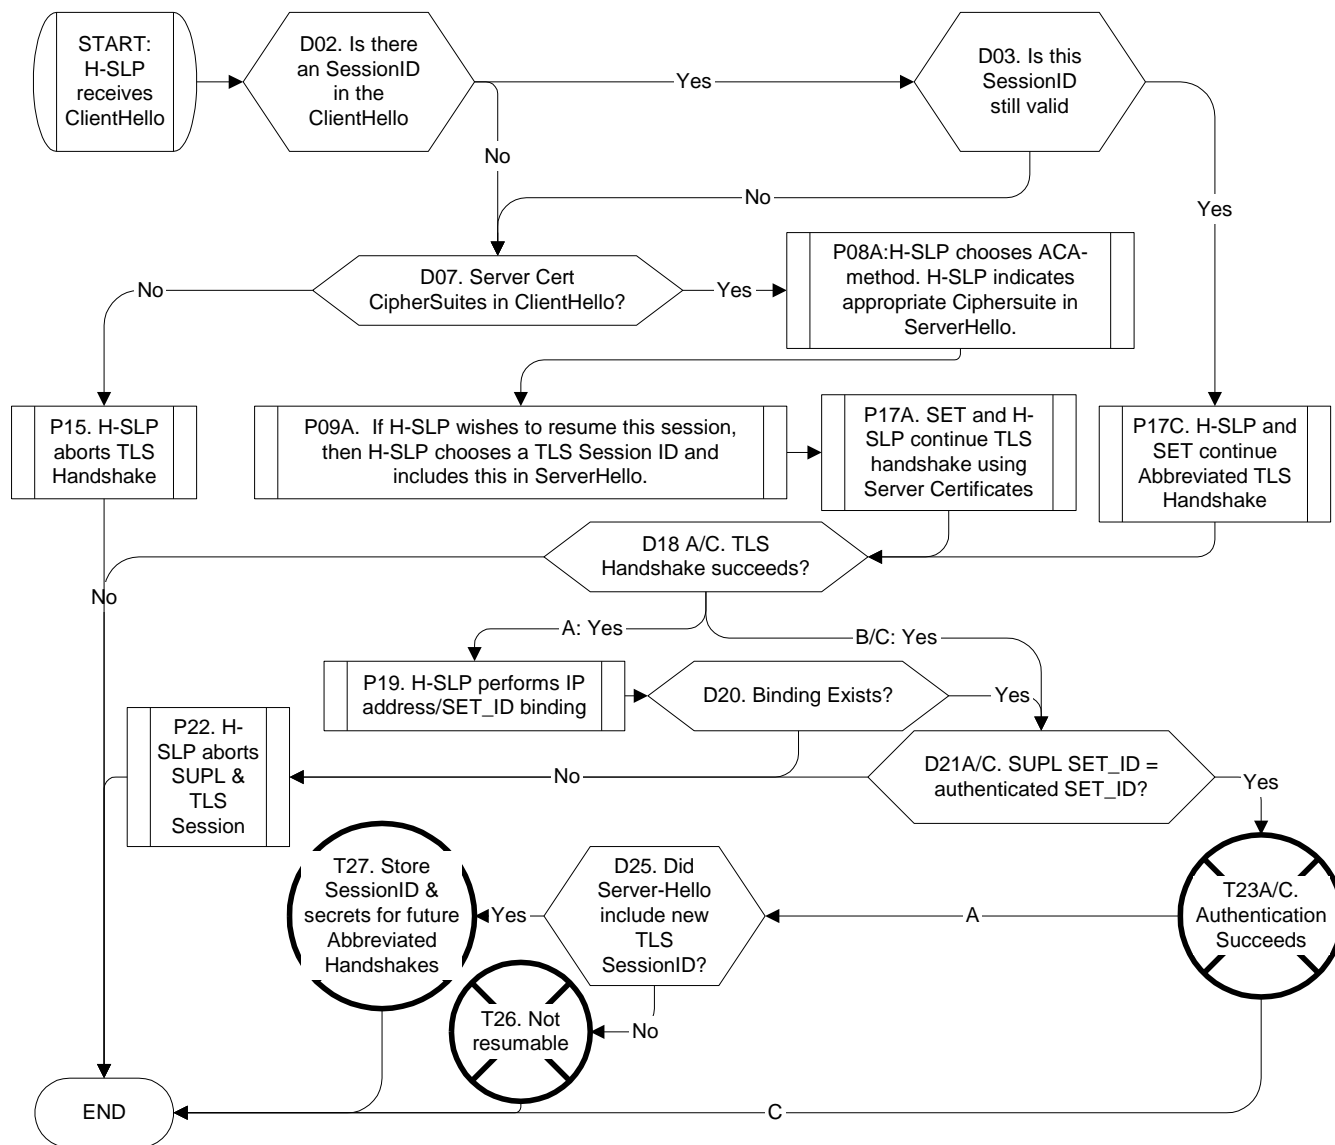 START:
H-SLP
receives
ClientHello
D02. Is there
an SessionID
in the
ClientHello
Yes
D03. Is this
SessionID
still valid
No
No
Yes
D07. Server Cert
CipherSuites in ClientHello?
No
Yes
P08A:H-SLP chooses ACA-
method. H-SLP indicates
appropriate Ciphersuite in
ServerHello.
P15. H-SLP
aborts TLS
Handshake
P09A.  If H-SLP wishes to resume this session,
then H-SLP chooses a TLS Session ID and
includes this in ServerHello.
P17A. SET and H-
SLP continue TLS
handshake using
Server Certificates
P17C. H-SLP and
SET continue
Abbreviated TLS
Handshake
D18 A/C. TLS
Handshake succeeds?
No
A: Yes
B/C: Yes
P19. H-SLP performs IP
address/SET_ID binding
D20. Binding Exists?
Yes
P22. H-
SLP aborts
SUPL &
TLS
Session
No
D21A/C. SUPL SET_ID =
authenticated SET_ID?
Yes
T27. Store
SessionID &
secrets for future
Abbreviated
Handshakes
Yes
D25. Did
Server-Hello
include new
TLS
SessionID?
A
T23A/C.
Authentication
Succeeds
T26. Not
resumable
No
END
C